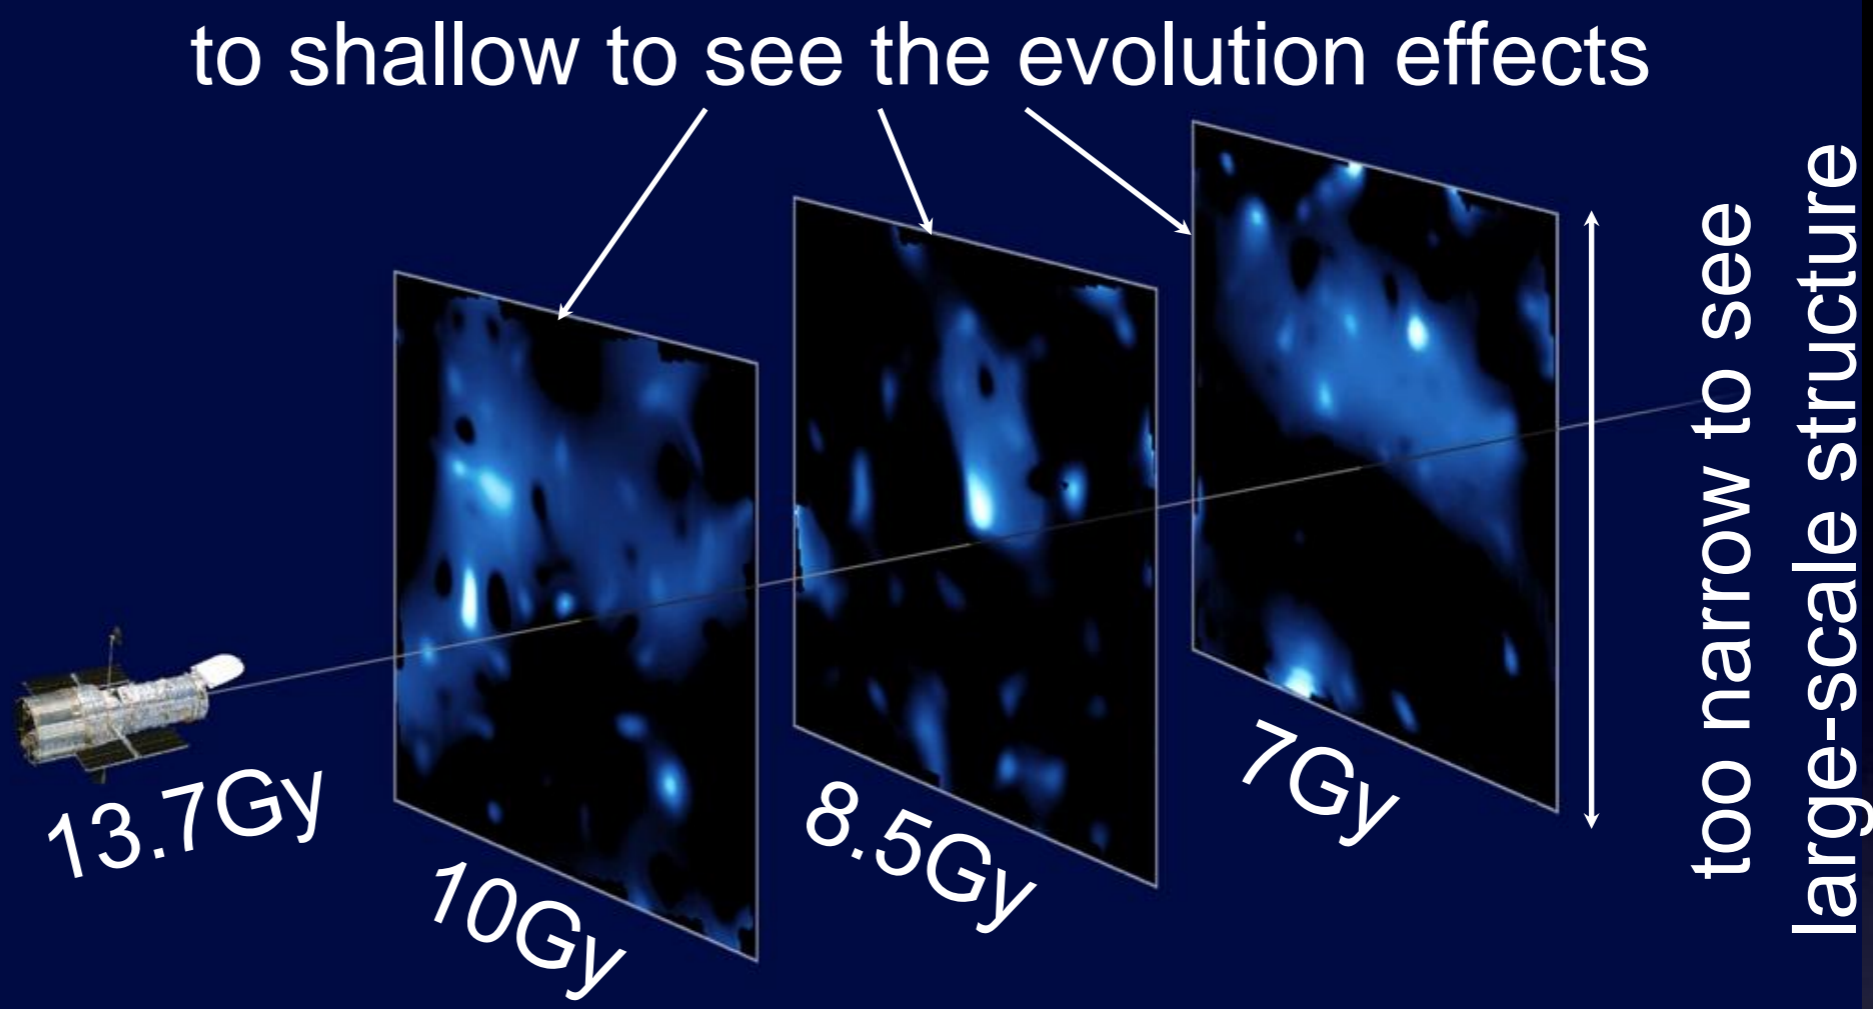 to shallow to see the evolution effects
13.7Gy
10Gy
8.5Gy
7Gy
too narrow to see
large-scale structure